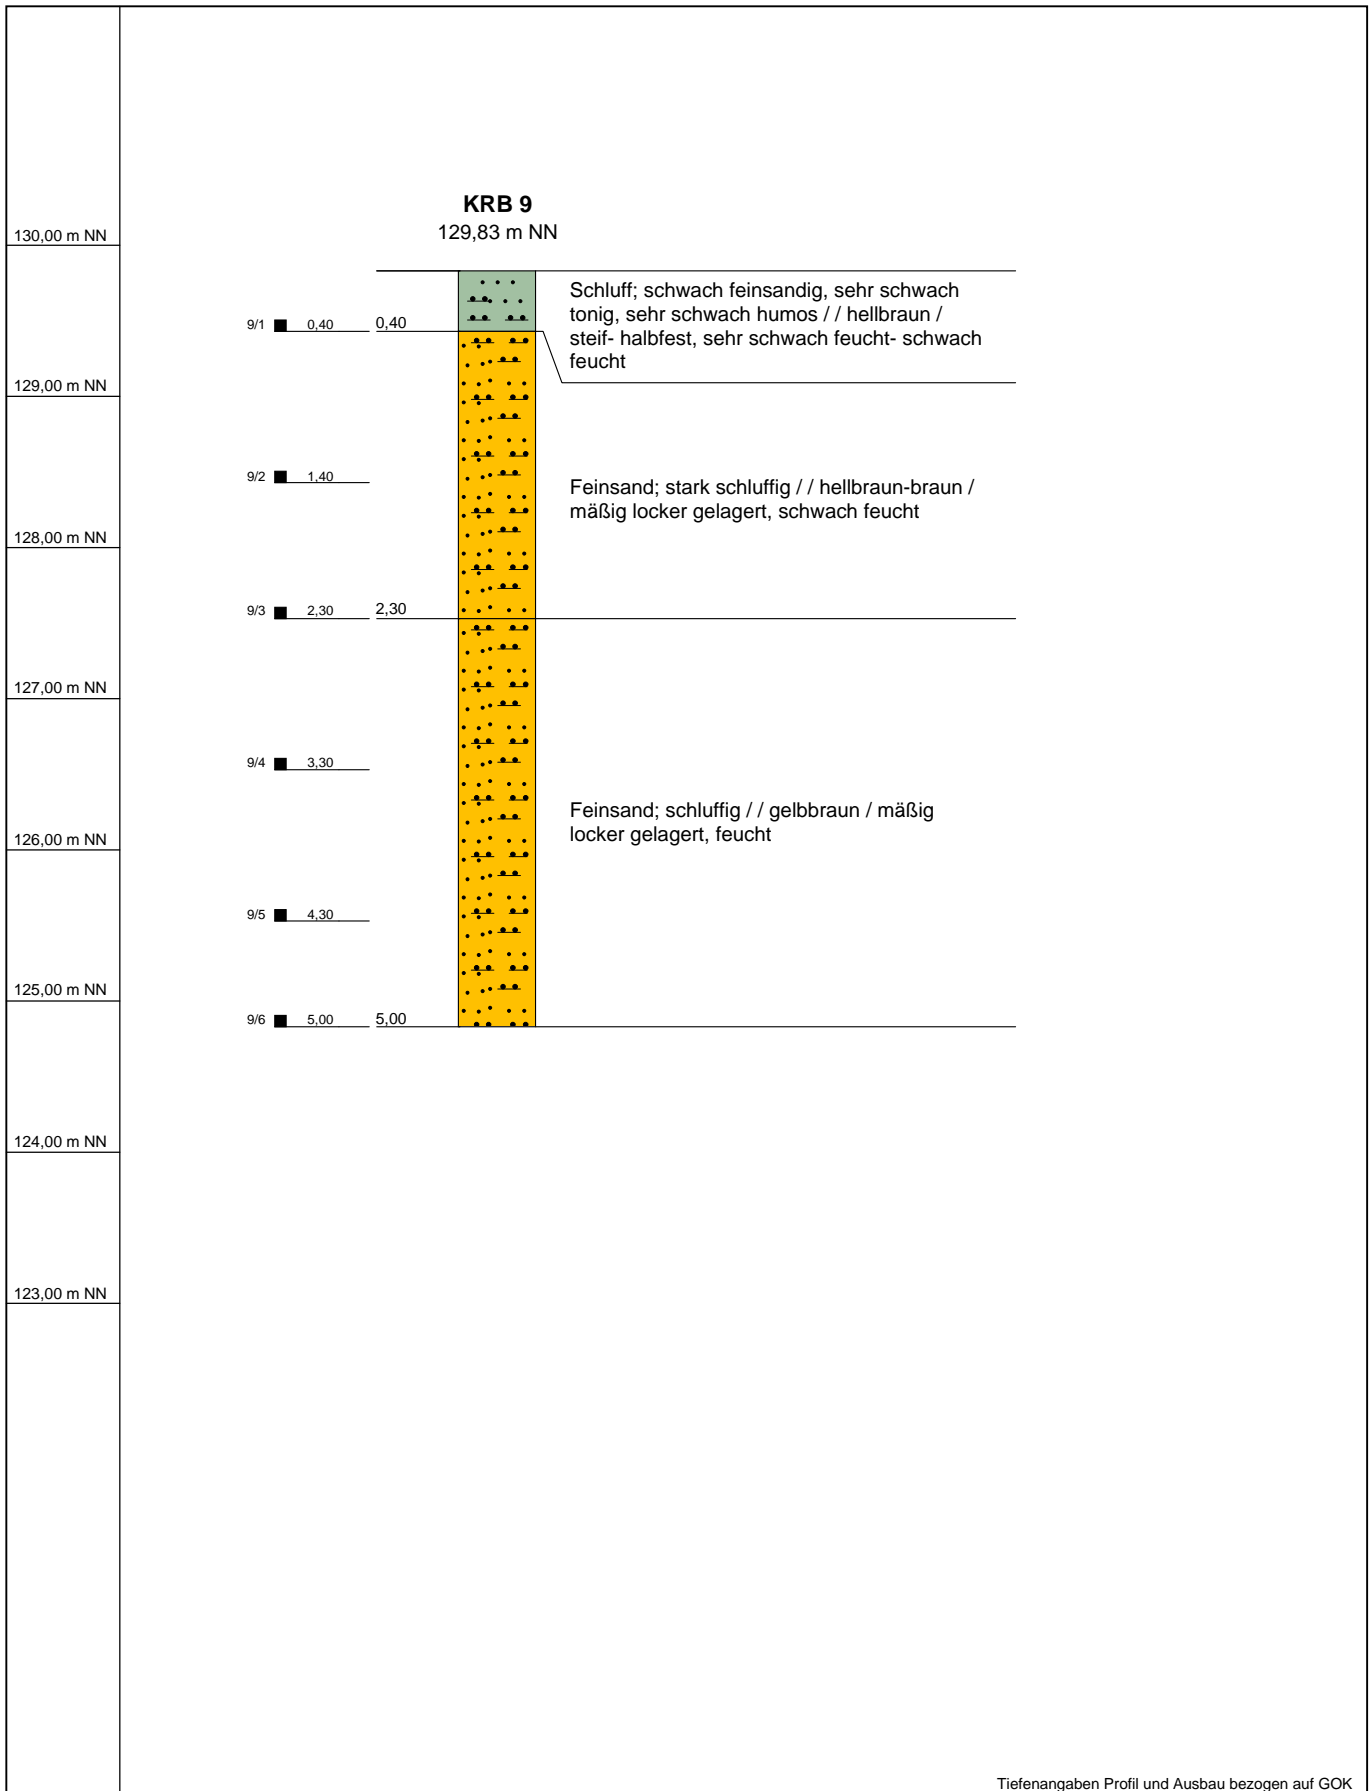 KRB 9
129,83 m NN
130,00 m NN
Schluff; schwach feinsandig, sehr schwach
tonig, sehr schwach humos / / hellbraun /
steif- halbfest, sehr schwach feucht- schwach
feucht
9/1 0,40 0,40
129,00 m NN
9/2 1,40
Feinsand; stark schluffig / / hellbraun-braun /
mäßig locker gelagert, schwach feucht
128,00 m NN
9/3 2,30 2,30
127,00 m NN
9/4 3,30
Feinsand; schluffig / / gelbbraun / mäßig
locker gelagert, feucht
126,00 m NN
9/5 4,30
125,00 m NN
9/6 5,00 5,00
124,00 m NN
123,00 m NN
Tiefenangaben Profil und Ausbau bezogen auf GOK